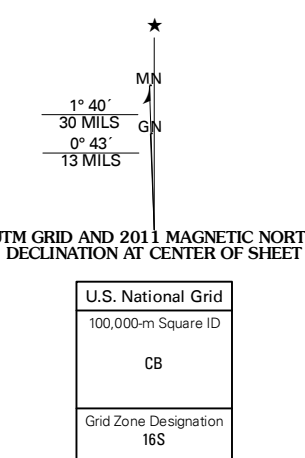 ★
MN
1° 40´
30 MILS
GN
0° 43´
13 MILS
UTM GRID AND 2011 MAGNETIC NORT
DECLINATION AT CENTER OF SHEET
U.S. National Grid
100,000-m Square ID
CB
Grid Zone Designation
16S